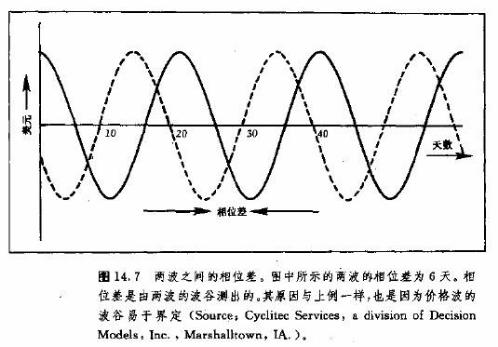 美元
10 20 30 40
天数
相位差
图14.7 两波之间的相位差。图中所示的两波的相位差为6天。相
位差是由两波的波谷测出的。其原因与上例一样，也是因为价格波的
波谷易于界定（Source: Cyclitec Services, a division of Decision
Models, Inc., Marshalltown, IA.）。